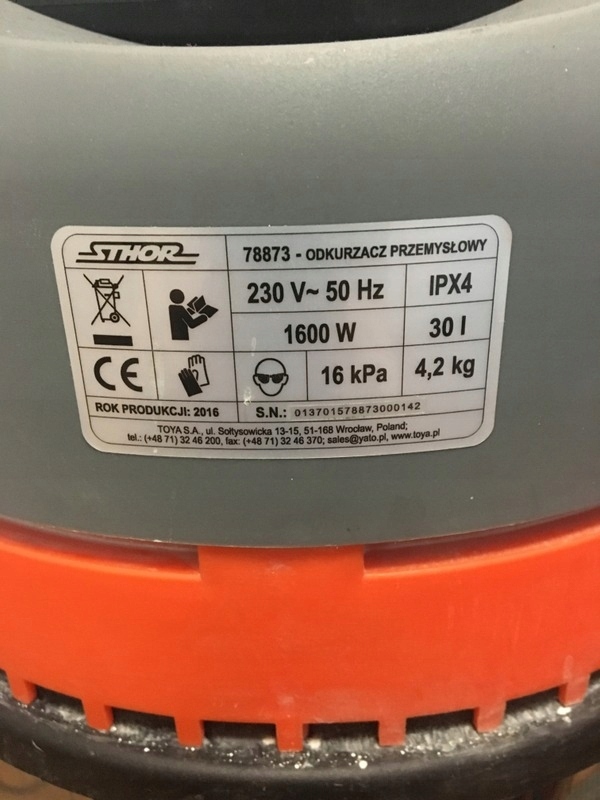 STHOR
78873 - ODKURZACZ PRZEMYSŁOWY
230 V~ 50 Hz
IPX4
1600 W
30 l
CE
16 kPa
4,2 kg
ROK PRODUKCJI: 2016
S.N.: 013701578873000142
TOYA S.A., ul. Sołtysowicka 13-15, 51-168 Wrocław, Poland;
tel.: (+48 71) 32 46 200, fax: (+48 71) 32 46 370; sales@yato.pl, www.toya.pl